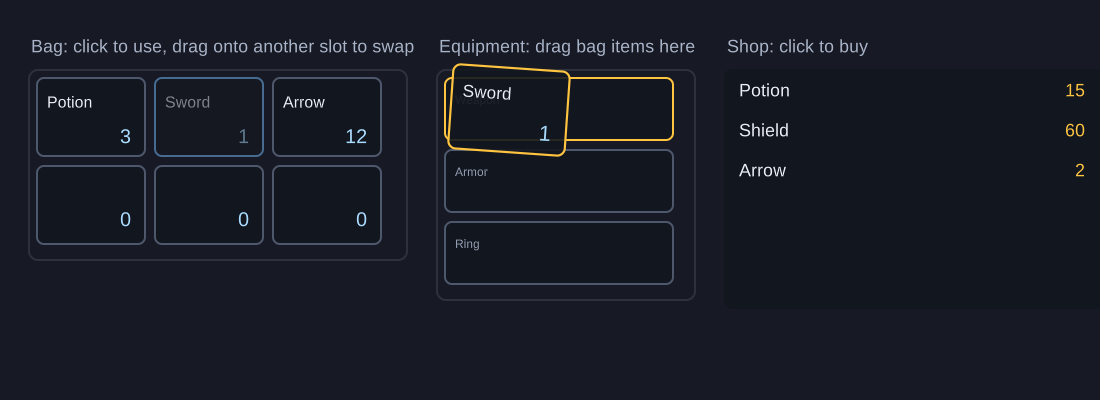 Bag: click to use, drag onto another slot to swap
Potion
3
Sword
1
Arrow
12
0
0
0
Equipment: drag bag items here
Sword
1
Armor
Ring
Shop: click to buy
Potion 15
Shield 60
Arrow 2